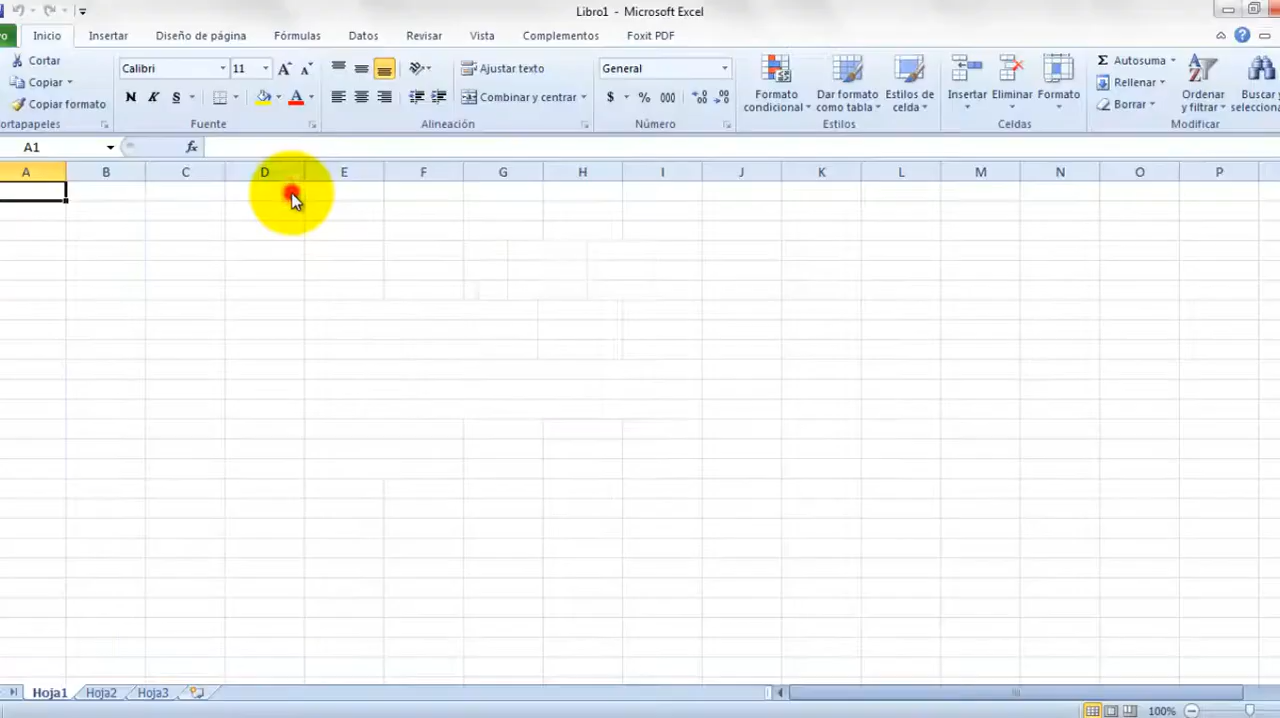 Libro1 - Microsoft Excel
Inicio Insertar Diseño de página Fórmulas Datos Revisar Vista Complementos Foxit PDF
Cortar
Copiar
Copiar formato
Calibri 11
N K S
Ajustar texto
Combinar y centrar
General
$ % 000
Formato condicional
Dar formato como tabla
Estilos de celda
Insertar Eliminar Formato
Σ Autosuma
Rellenar
Borrar
Ordenar y filtrar
Buscar y
Fuente Alineación Número Estilos Celdas Modificar
A1 fx
A B C D E F G H I J K L M N O P
Hoja1 Hoja2 Hoja3
100%